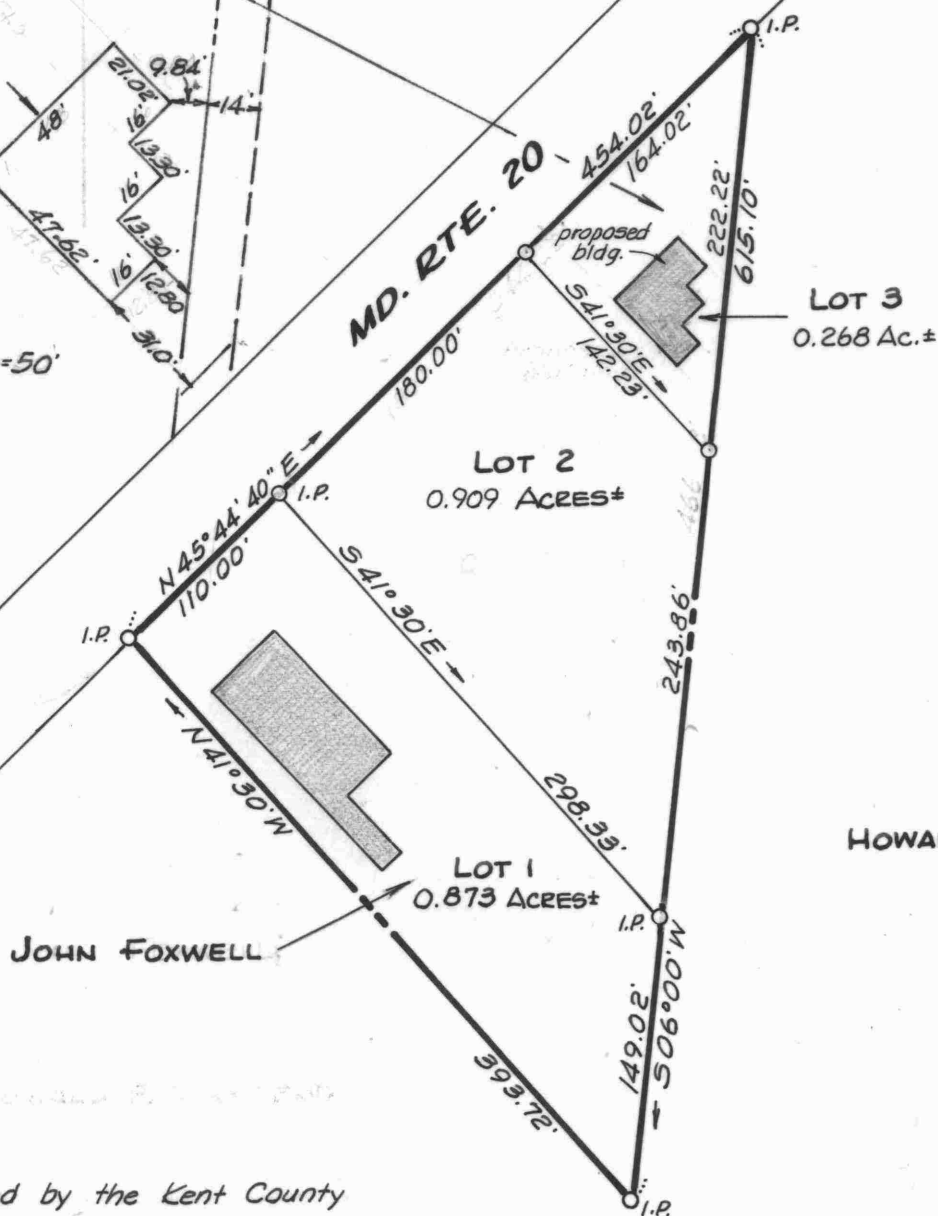 I.P.
21.02'
9.84'
14'
48'
16'
13.30'
16'
13.30'
47.62'
16'
12.80
31.0'
=50'
MD. RTE. 20
454.02'
164.02'
222.22'
615.10'
proposed
bldg.
LOT 3
0.268 Ac.±
S41°30'E
142.23'
180.00'
LOT 2
0.909 ACRES±
N45°44'40"E
110.00'
I.P.
I.P.
S41°30'E
243.86'
N41°30'W
298.33'
HOWA
LOT 1
0.873 ACRES±
I.P.
JOHN FOXWELL
149.02'
S06°00'W
393.72'
d by the Kent County
I.P.